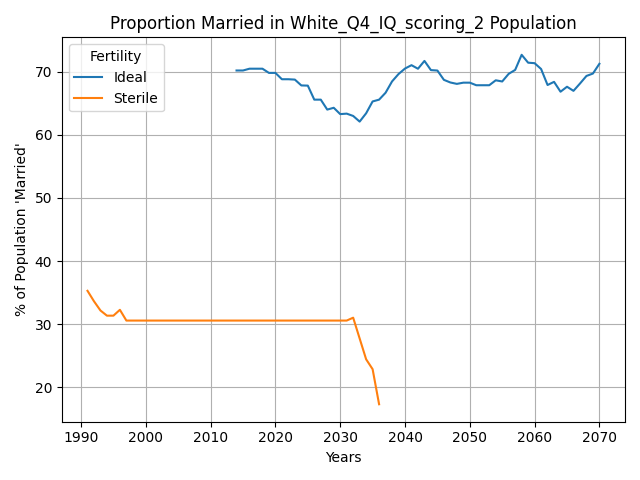 Proportion Married in White_Q4_IQ_scoring_2 Population
Fertility
Ideal
Sterile
% of Population 'Married'
70
60
50
40
30
20
1990 2000 2010 2020 2030 2040 2050 2060 2070
Years